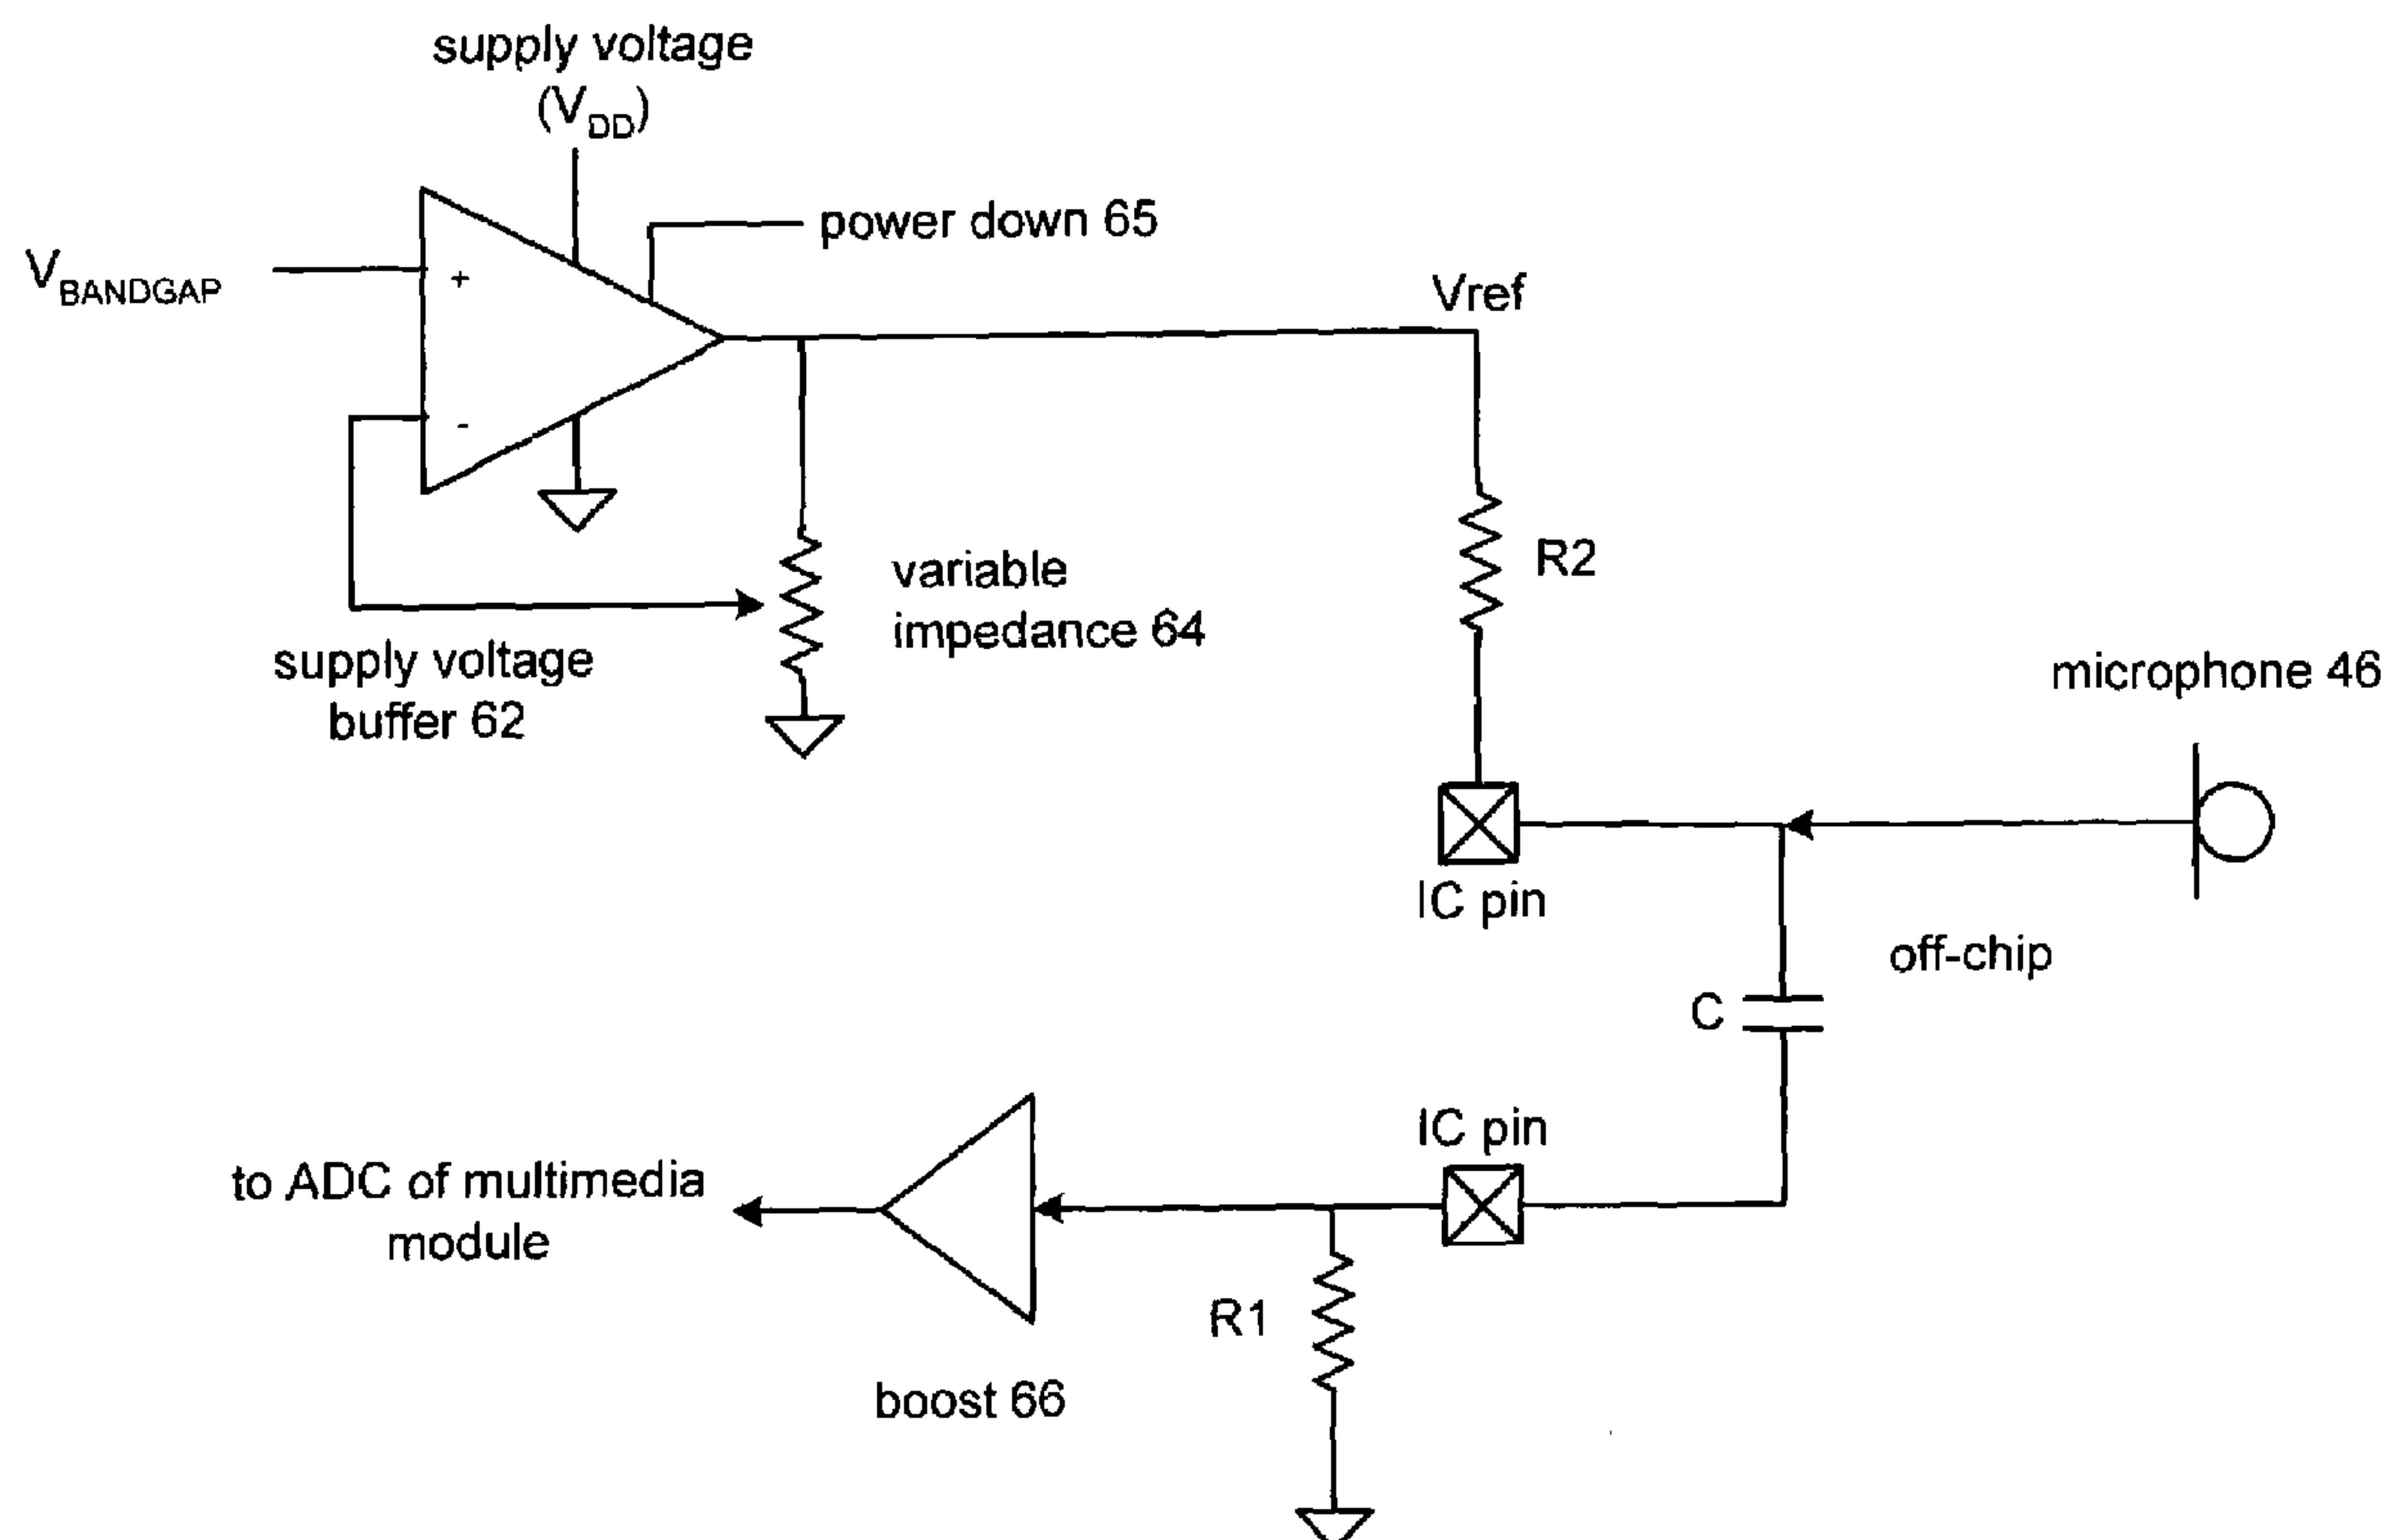 supply voltage
(VDD)
power down 65
VBANDGAP
+
Vref
-
R2
variable
impedance 64
supply voltage
buffer 62
microphone 46
IC pin
off-chip
C
IC pin
to ADC of multimedia
module
R1
boost 66